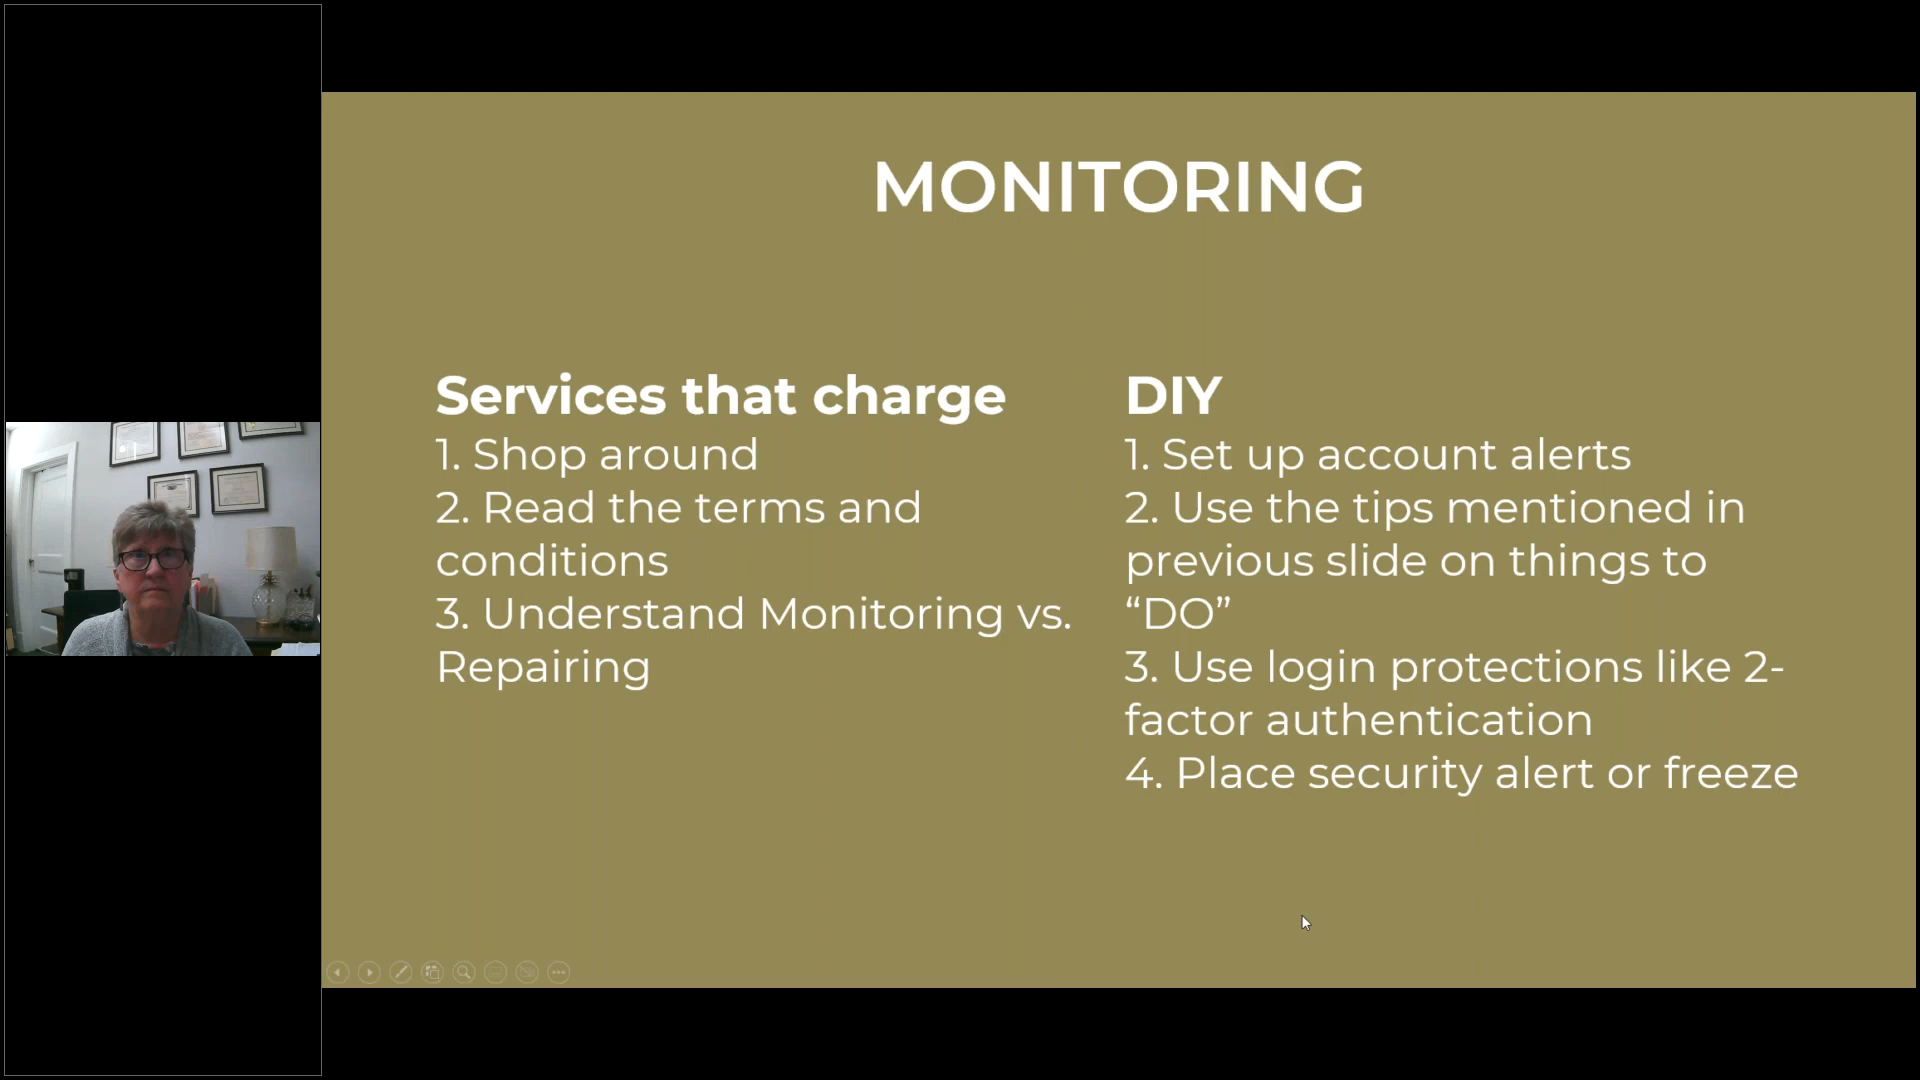 MONITORING
Services that charge
1. Shop around
2. Read the terms and
conditions
3. Understand Monitoring vs.
Repairing
DIY
1. Set up account alerts
2. Use the tips mentioned in
previous slide on things to
“DO”
3. Use login protections like 2-
factor authentication
4. Place security alert or freeze